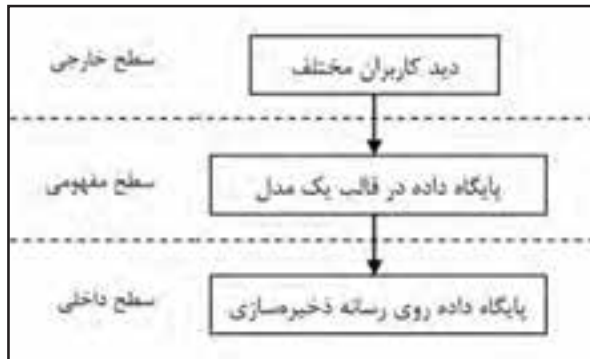 سطح خارجی
دید کاربران مختلف
سطح مفهومی
پایگاه داده در قالب یک مدل
سطح داخلی
پایگاه داده روی رسانه ذخیره‌سازی